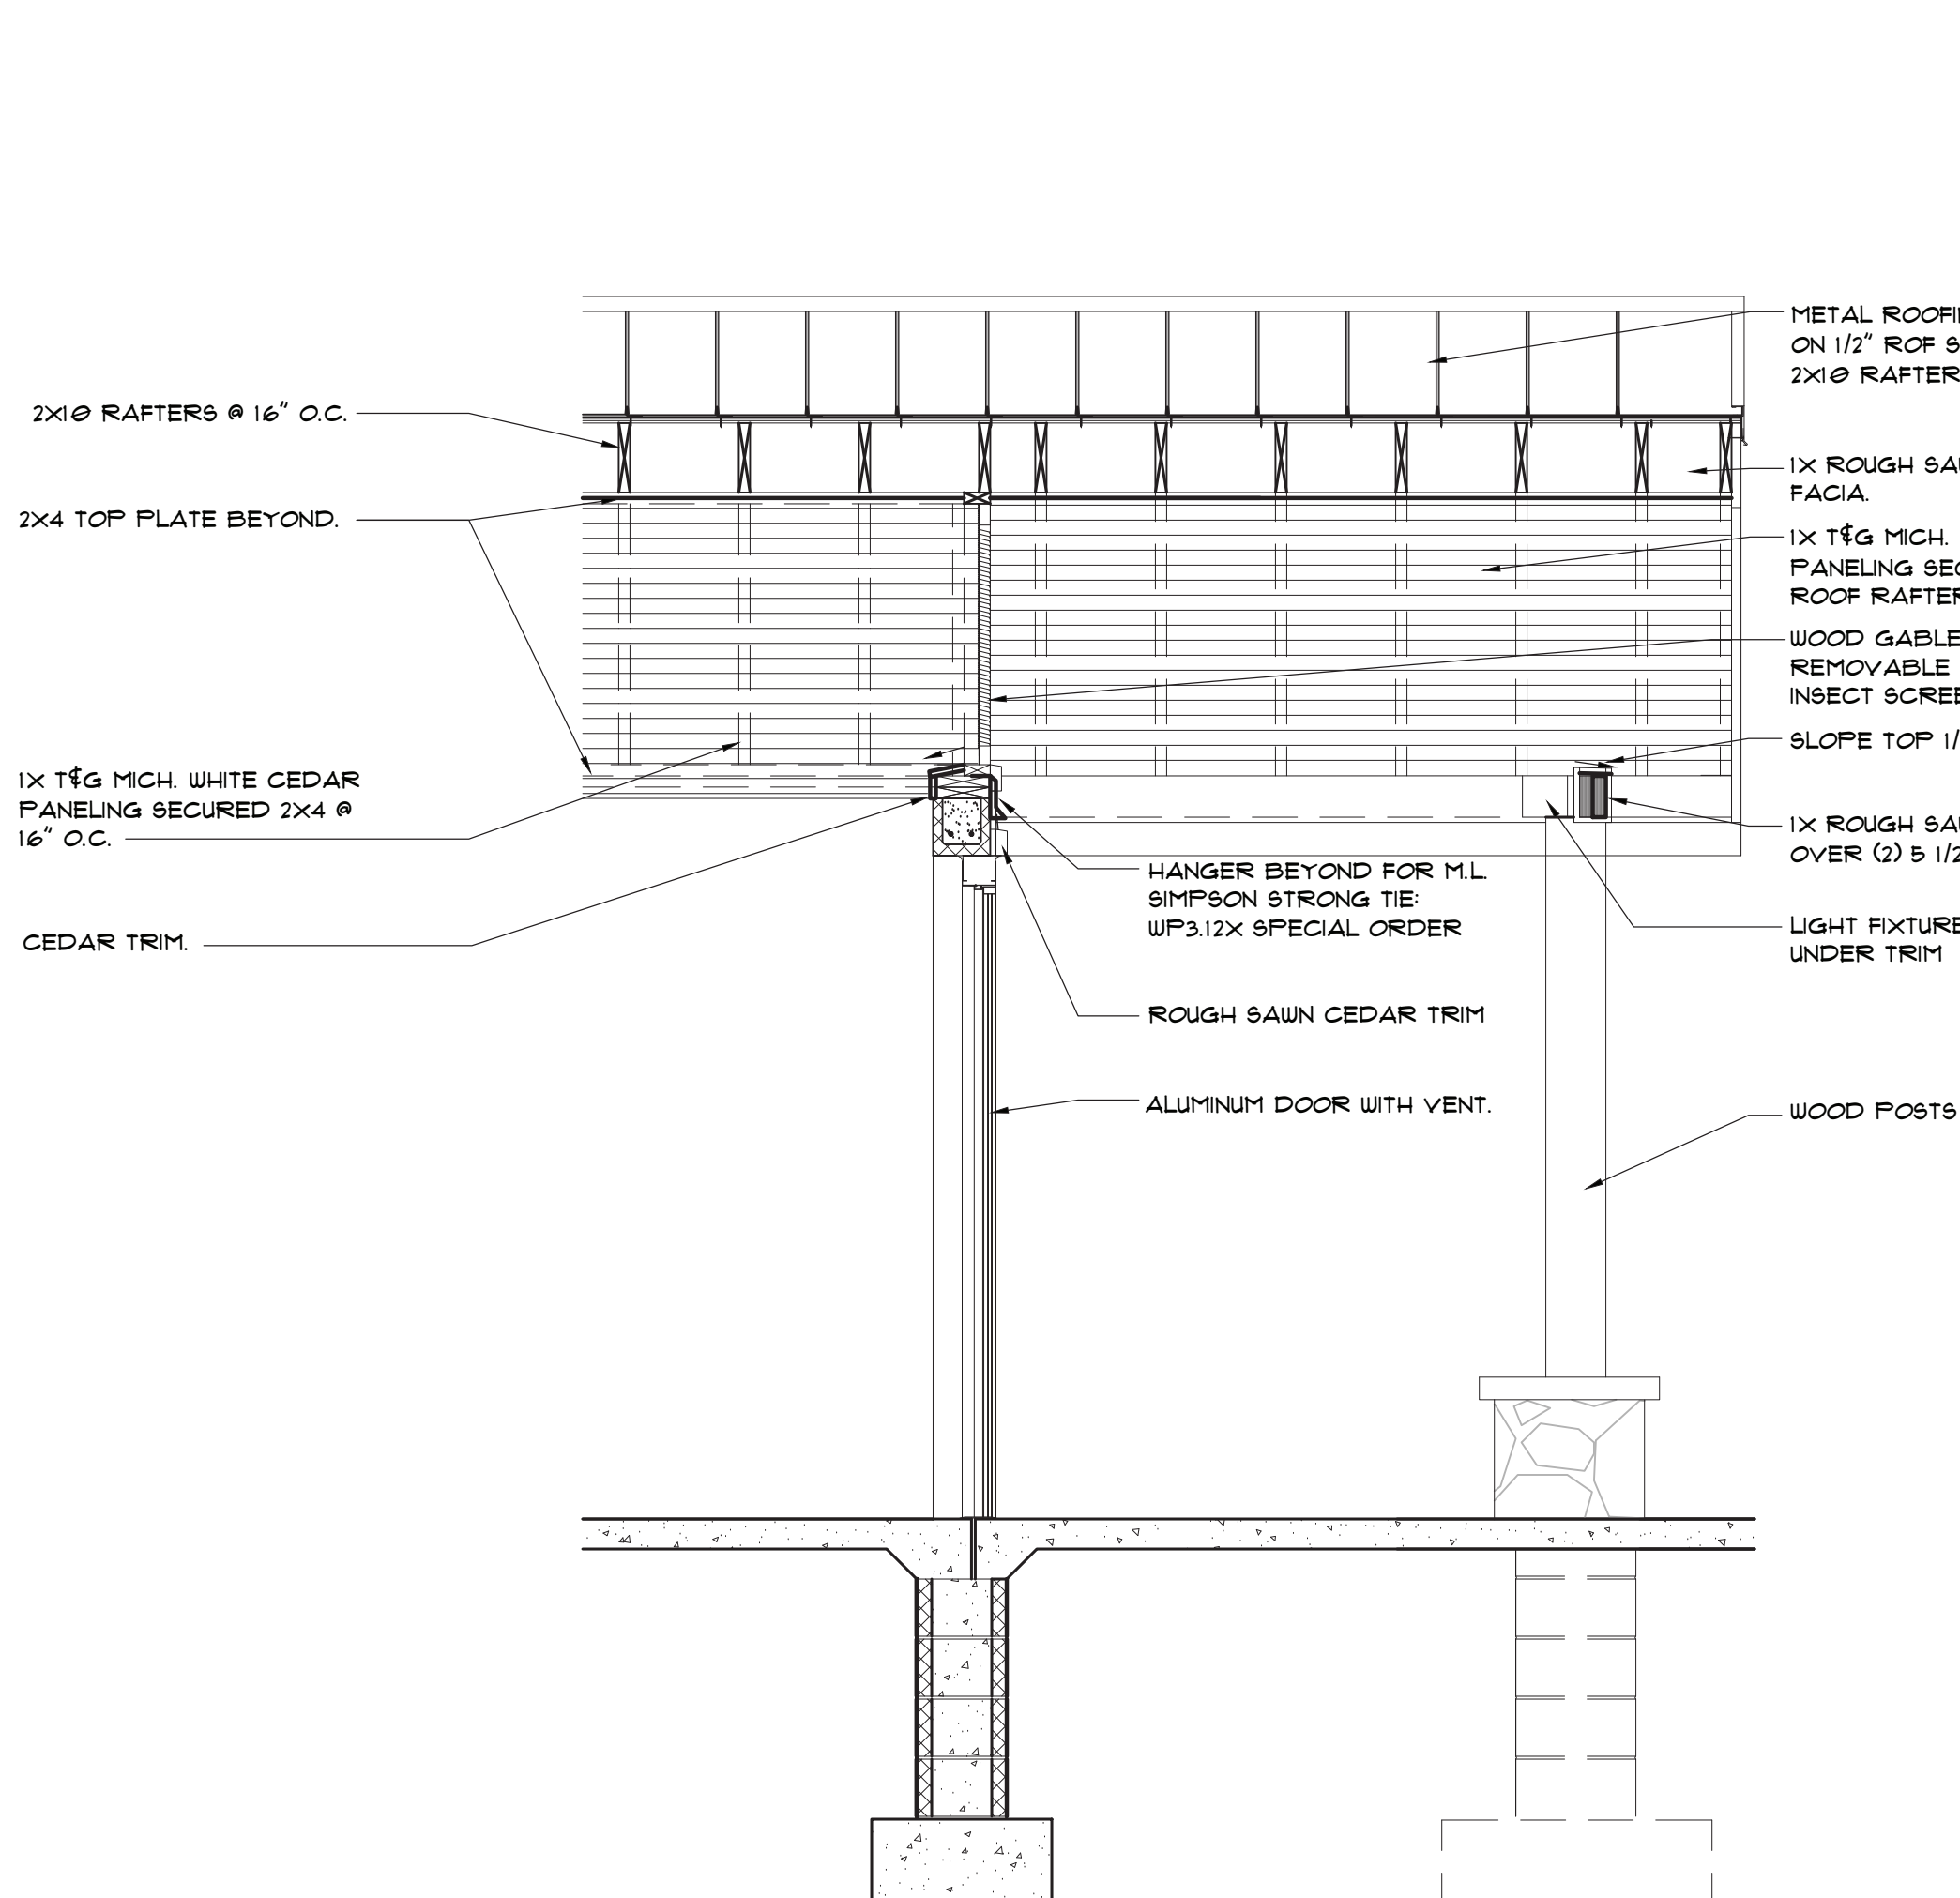 2X10 RAFTERS @ 16" O.C.
2X4 TOP PLATE BEYOND.
1X T&G MICH. WHITE CEDAR
PANELING SECURED 2X4 @
16" O.C.
CEDAR TRIM.
HANGER BEYOND FOR M.L.
SIMPSON STRONG TIE:
WP3.12X SPECIAL ORDER
ROUGH SAWN CEDAR TRIM
ALUMINUM DOOR WITH VENT.
METAL ROOFI
ON 1/2" ROF S
2X10 RAFTER
1X ROUGH SA
FACIA.
1X T&G MICH.
PANELING SEC
ROOF RAFTER
WOOD GABLE
REMOVABLE
INSECT SCREE
SLOPE TOP 1/
1X ROUGH SA
OVER (2) 5 1/2
LIGHT FIXTURE
UNDER TRIM
WOOD POSTS